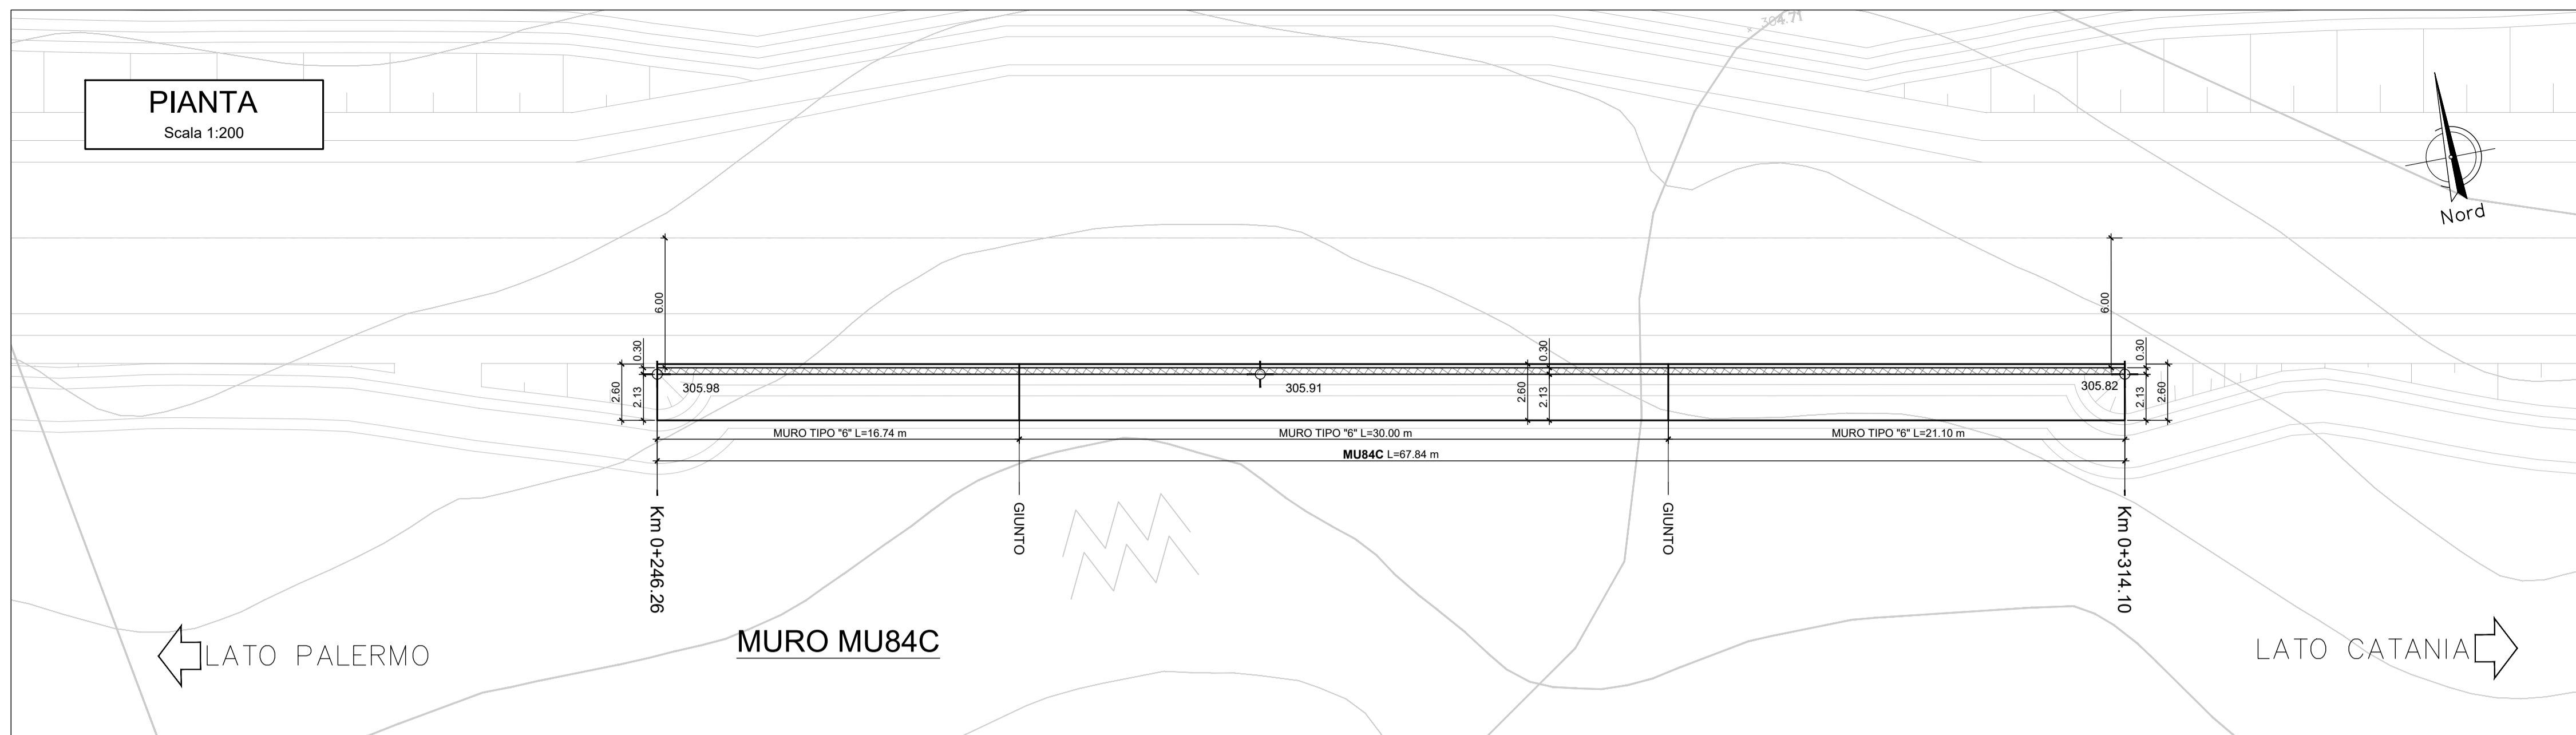 304.71
PIANTA
Scala 1:200
Nord
6.00
6.00
0.30
0.30
0.30
2.60
2.13
305.98
305.91
2.60
2.13
305.82
2.13
2.60
MURO TIPO "6" L=16.74 m
MURO TIPO "6" L=30.00 m
MURO TIPO "6" L=21.10 m
MU84C L=67.84 m
Km 0+246.26
GIUNTO
GIUNTO
Km 0+314.10
MURO MU84C
LATO PALERMO
LATO CATANIA